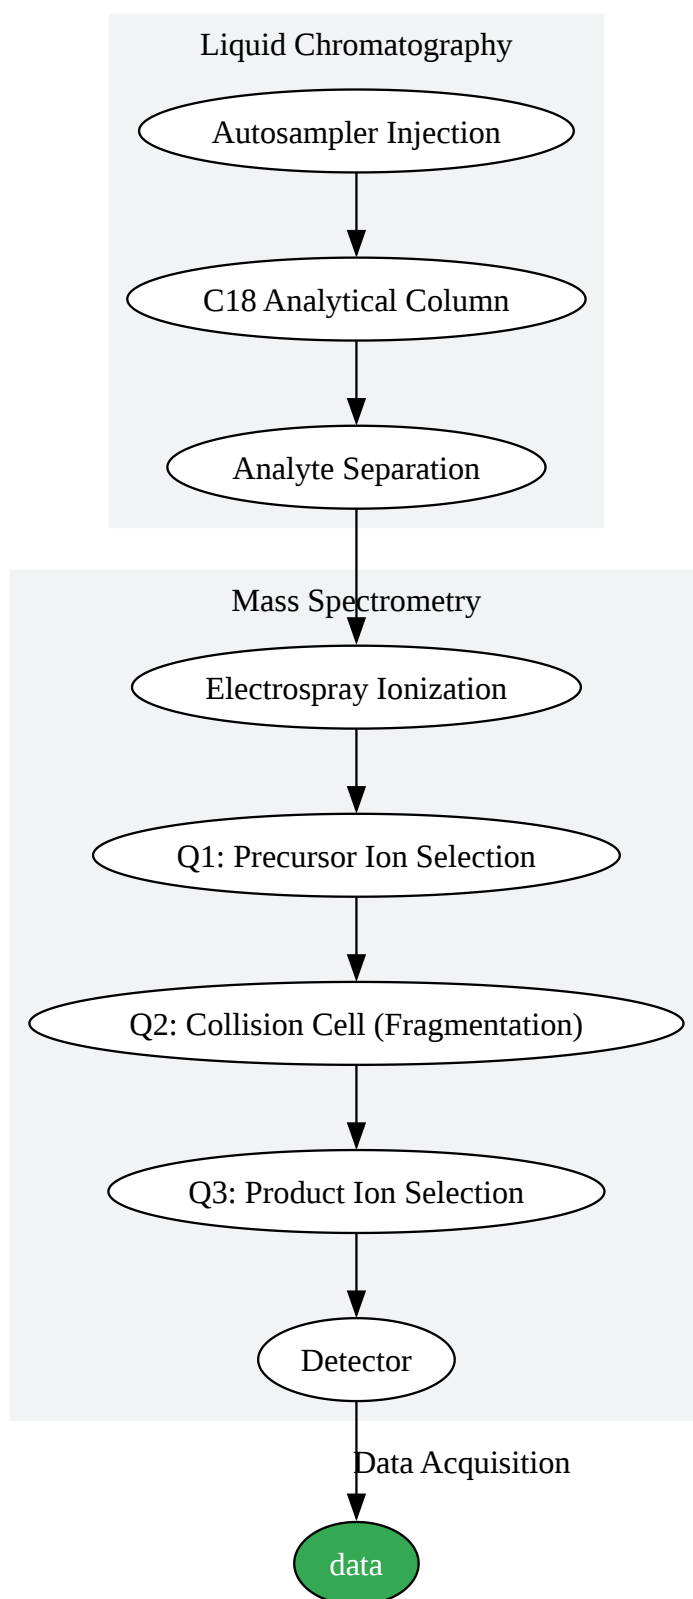 Liquid Chromatography
Autosampler Injection
C18 Analytical Column
Analyte Separation
Mass Spectrometry
Electrospray Ionization
Q1: Precursor Ion Selection
Q2: Collision Cell (Fragmentation)
Q3: Product Ion Selection
Detector
Data Acquisition
data